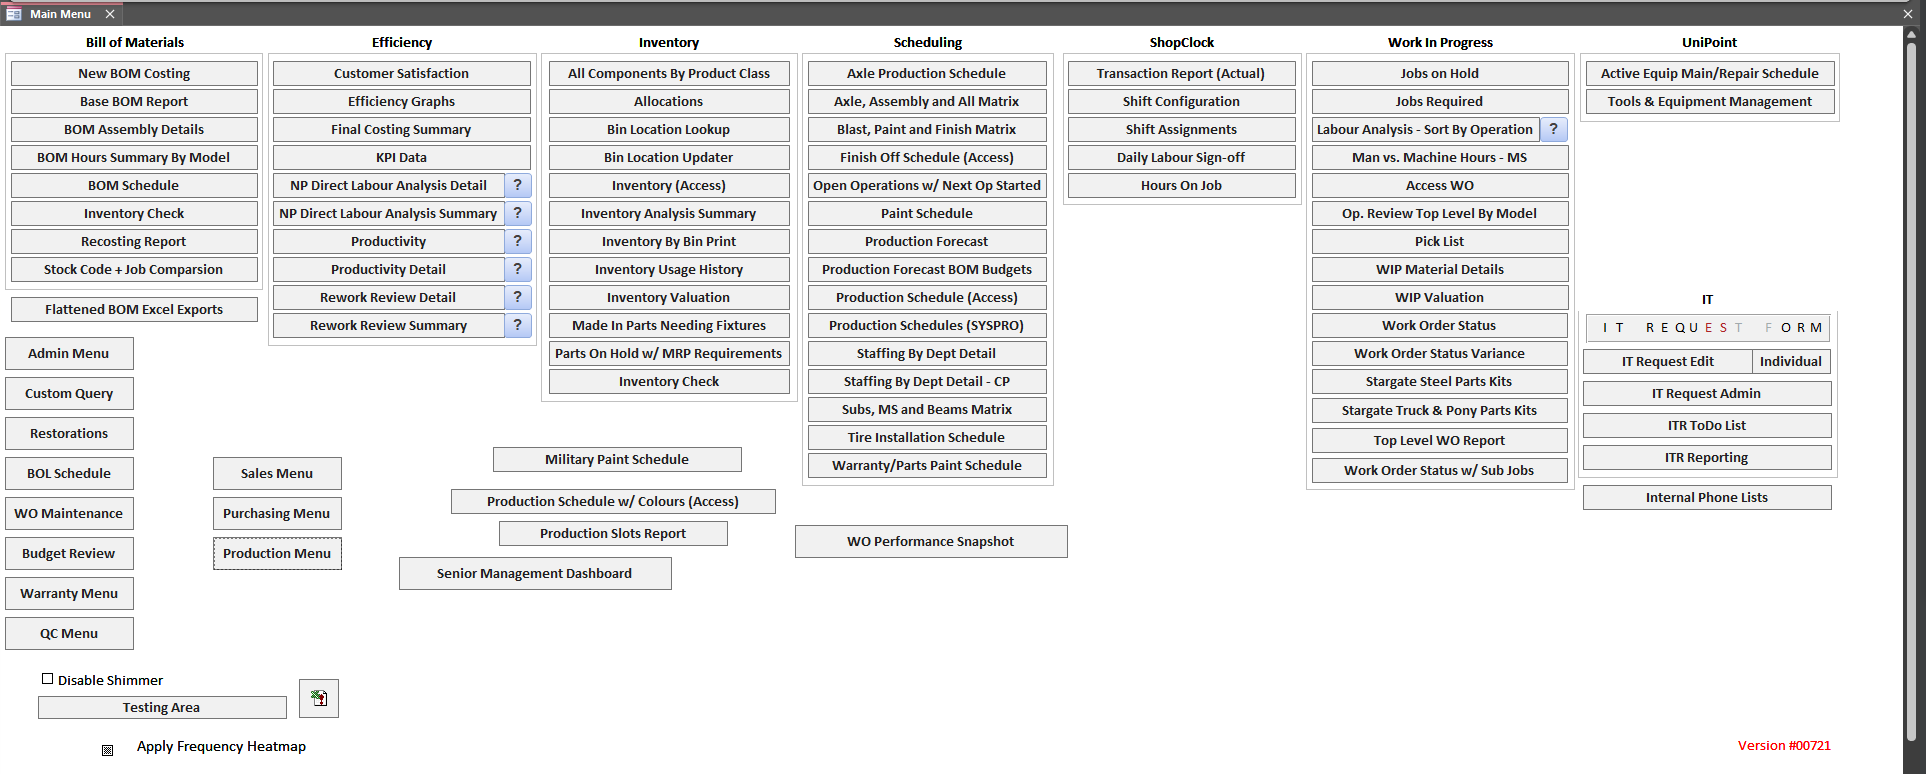 Main Menu
Bill of Materials
New BOM Costing
Base BOM Report
BOM Assembly Details
BOM Hours Summary By Model
BOM Schedule
Inventory Check
Recosting Report
Stock Code + Job Comparsion
Flattened BOM Excel Exports
Efficiency
Customer Satisfaction
Efficiency Graphs
Final Costing Summary
KPI Data
NP Direct Labour Analysis Detail ?
NP Direct Labour Analysis Summary ?
Productivity ?
Productivity Detail ?
Rework Review Detail ?
Rework Review Summary ?
Inventory
All Components By Product Class
Allocations
Bin Location Lookup
Bin Location Updater
Inventory (Access)
Inventory Analysis Summary
Inventory By Bin Print
Inventory Usage History
Inventory Valuation
Made In Parts Needing Fixtures
Parts On Hold w/ MRP Requirements
Inventory Check
Scheduling
Axle Production Schedule
Axle, Assembly and All Matrix
Blast, Paint and Finish Matrix
Finish Off Schedule (Access)
Open Operations w/ Next Op Started
Paint Schedule
Production Forecast
Production Forecast BOM Budgets
Production Schedule (Access)
Production Schedules (SYSPRO)
Staffing By Dept Detail
Staffing By Dept Detail - CP
Subs, MS and Beams Matrix
Tire Installation Schedule
Warranty/Parts Paint Schedule
ShopClock
Transaction Report (Actual)
Shift Configuration
Shift Assignments
Daily Labour Sign-off
Hours On Job
Work In Progress
Jobs on Hold
Jobs Required
Labour Analysis - Sort By Operation ?
Man vs. Machine Hours - MS
Access WO
Op. Review Top Level By Model
Pick List
WIP Material Details
WIP Valuation
Work Order Status
Work Order Status Variance
Stargate Steel Parts Kits
Stargate Truck & Pony Parts Kits
Top Level WO Report
Work Order Status w/ Sub Jobs
UniPoint
Active Equip Main/Repair Schedule
Tools & Equipment Management
IT
IT REQUEST FORM
IT Request Edit Individual
IT Request Admin
ITR ToDo List
ITR Reporting
Internal Phone Lists
Admin Menu
Custom Query
Restorations
BOL Schedule
WO Maintenance
Budget Review
Warranty Menu
QC Menu
Sales Menu
Purchasing Menu
Production Menu
Military Paint Schedule
Production Schedule w/ Colours (Access)
Production Slots Report
Senior Management Dashboard
WO Performance Snapshot
Disable Shimmer
Testing Area
Apply Frequency Heatmap
Version #00721